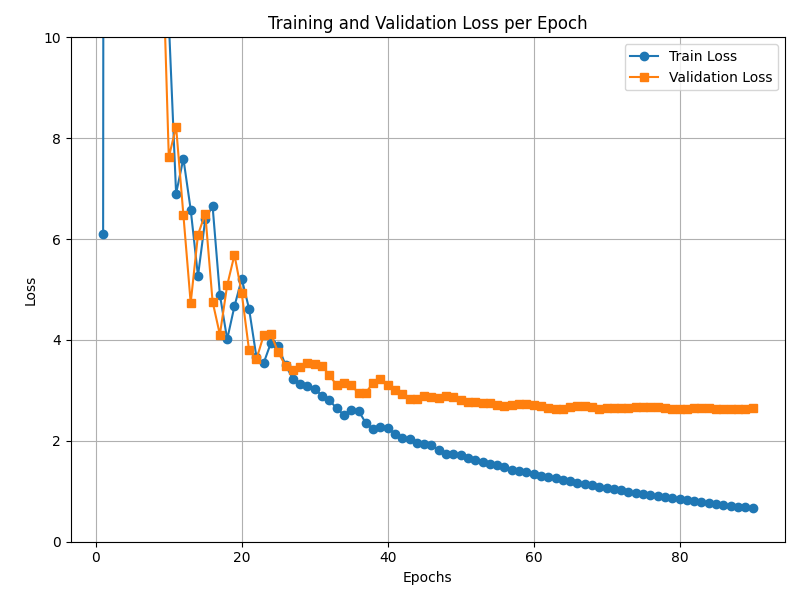 Training and Validation Loss per Epoch
Train Loss
Validation Loss
10
8
6
4
2
0
Loss
0 20 40 60 80
Epochs